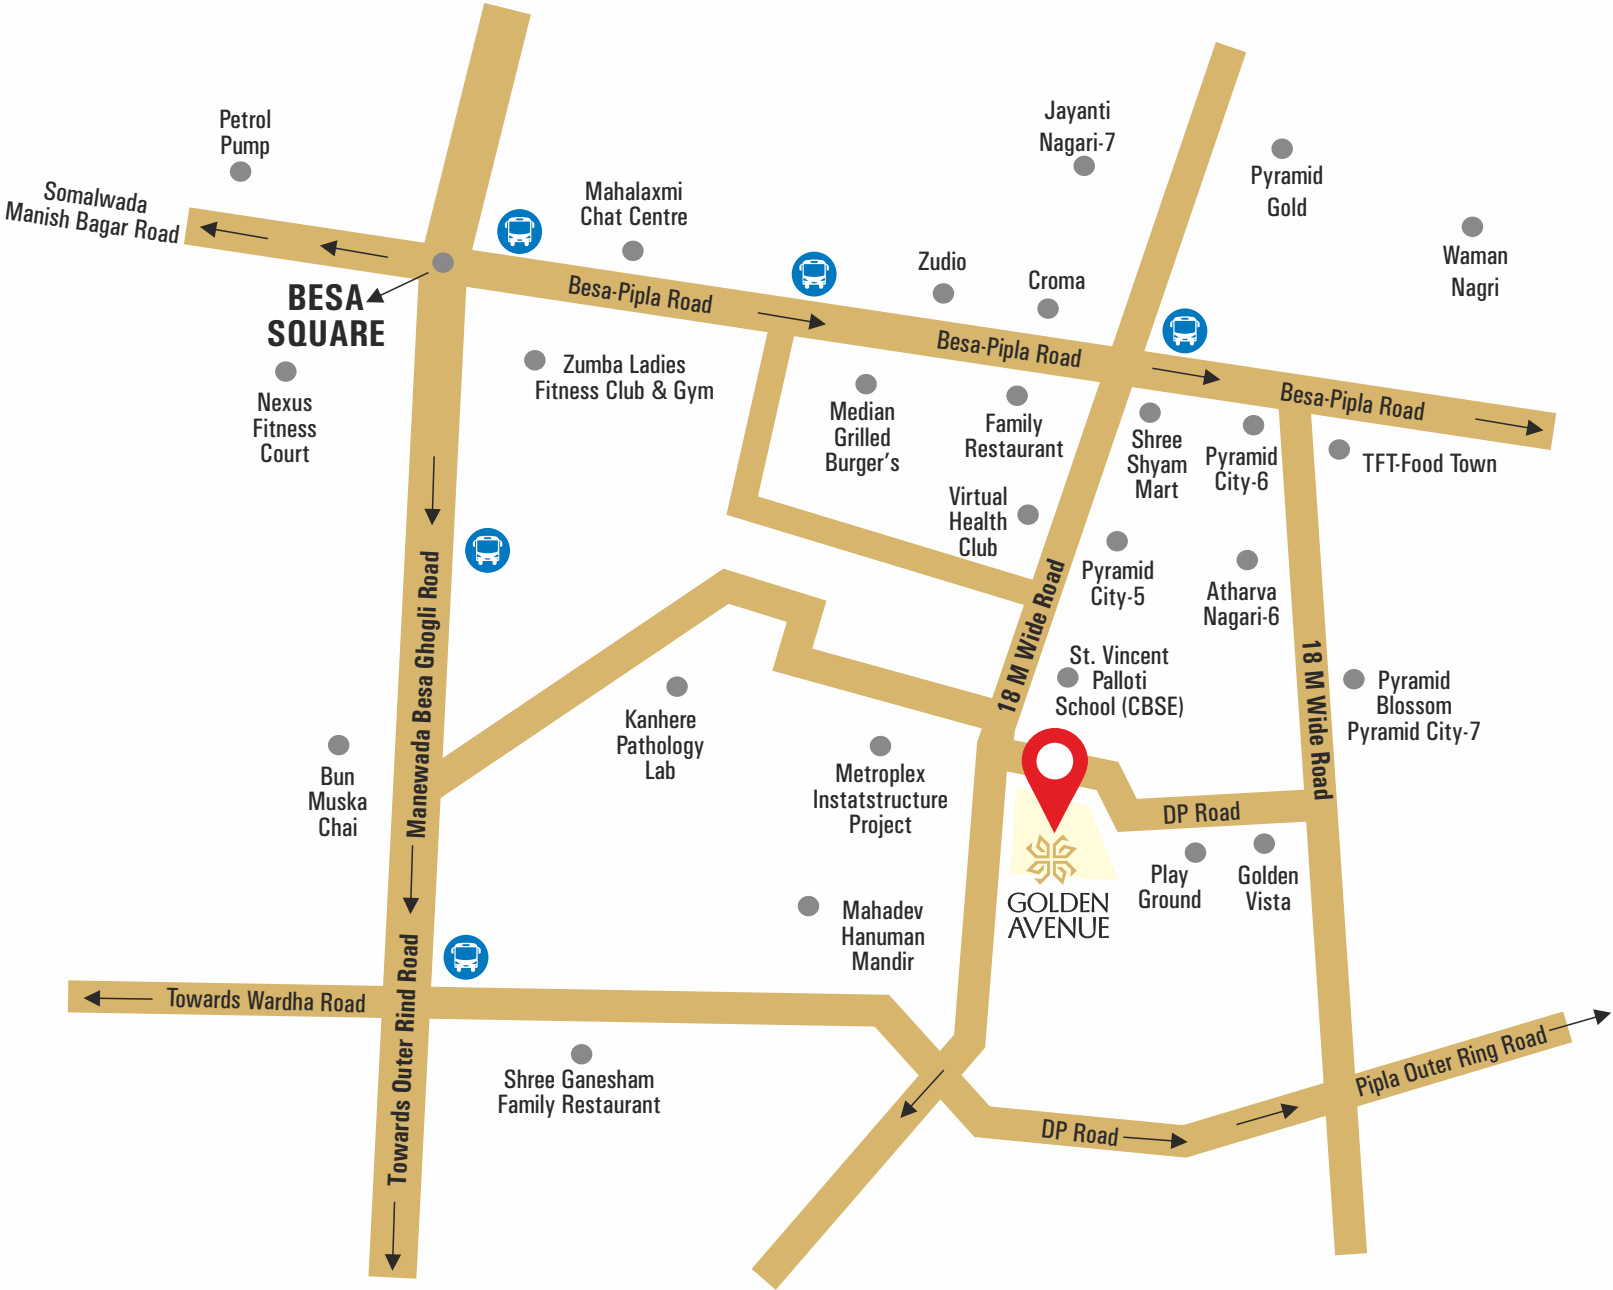 Petrol
Pump
Somalwada
Manish Bagar Road
BESA
SQUARE
Mahalaxmi
Chat Centre
Besa-Pipla Road
Zudio
Croma
Besa-Pipla Road
Jayanti
Nagari-7
Pyramid
Gold
Waman
Nagri
Besa-Pipla Road
Nexus
Fitness
Court
Zumba Ladies
Fitness Club & Gym
Median
Grilled
Burger's
Family
Restaurant
Virtual
Health
Club
Shree
Shyam
Mart
Pyramid
City-6
TFT-Food Town
Pyramid
City-5
Atharva
Nagari-6
18 M Wide Road
18 M Wide Road
Manewada Besa Ghogli Road
St. Vincent
Palloti
School (CBSE)
Pyramid
Blossom
Pyramid City-7
Kanhere
Pathology
Lab
Bun
Muska
Chai
Metroplex
Instatstructure
Project
DP Road
Play
Ground
Golden
Vista
GOLDEN
AVENUE
Mahadev
Hanuman
Mandir
Towards Wardha Road
Towards Outer Rind Road
Shree Ganesham
Family Restaurant
DP Road
Pipla Outer Ring Road